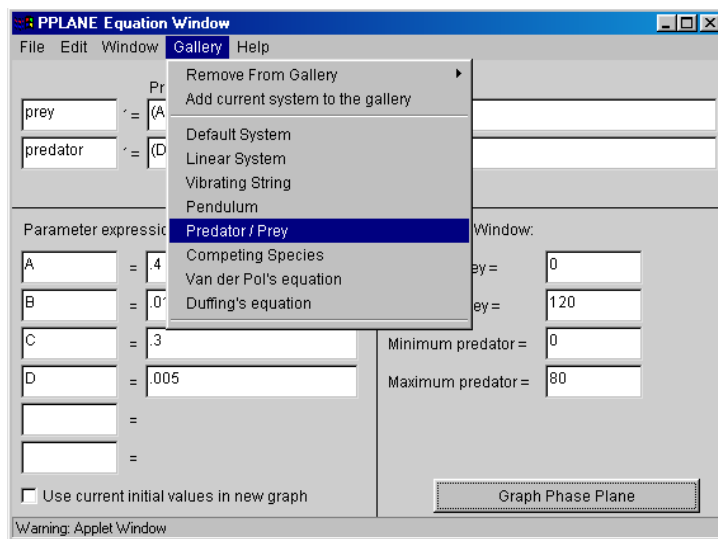 PPLANE Equation Window
File Edit Window Gallery Help
Remove From Gallery
Add current system to the gallery
Default System
Linear System
Vibrating String
Pendulum
Predator / Prey
Competing Species
Van der Pol's equation
Duffing's equation
Pr
prey ´= (A
predator ´= (D
Parameter expressio
Window:
A = .4
ey = 0
B = .01
ey = 120
C = .3
Minimum predator = 0
D = .005
Maximum predator = 80
=
=
Use current initial values in new graph
Graph Phase Plane
Warning: Applet Window